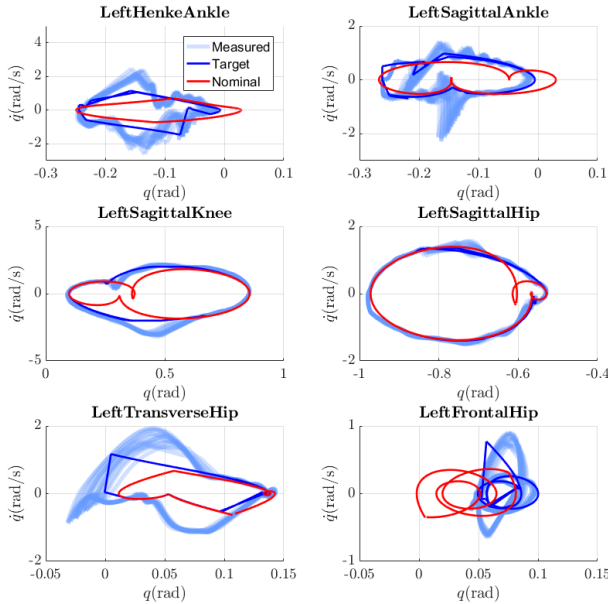 LeftHenkeAnkle
4
2
0
-2
q̇(rad/s)
-0.3 -0.2 -0.1 0 0.1
q(rad)
Measured
Target
Nominal
LeftSagittalAnkle
2
0
-2
q̇(rad/s)
-0.3 -0.2 -0.1 0 0.1
q(rad)
LeftSagittalKnee
5
0
-5
q̇(rad/s)
0 0.5 1
q(rad)
LeftSagittalHip
2
0
-2
q̇(rad/s)
-1 -0.8 -0.6 -0.4
q(rad)
LeftTransverseHip
2
0
-2
q̇(rad/s)
-0.05 0 0.05 0.1 0.15
q(rad)
LeftFrontalHip
1
0
-1
q̇(rad/s)
-0.05 0 0.05 0.1 0.15
q(rad)